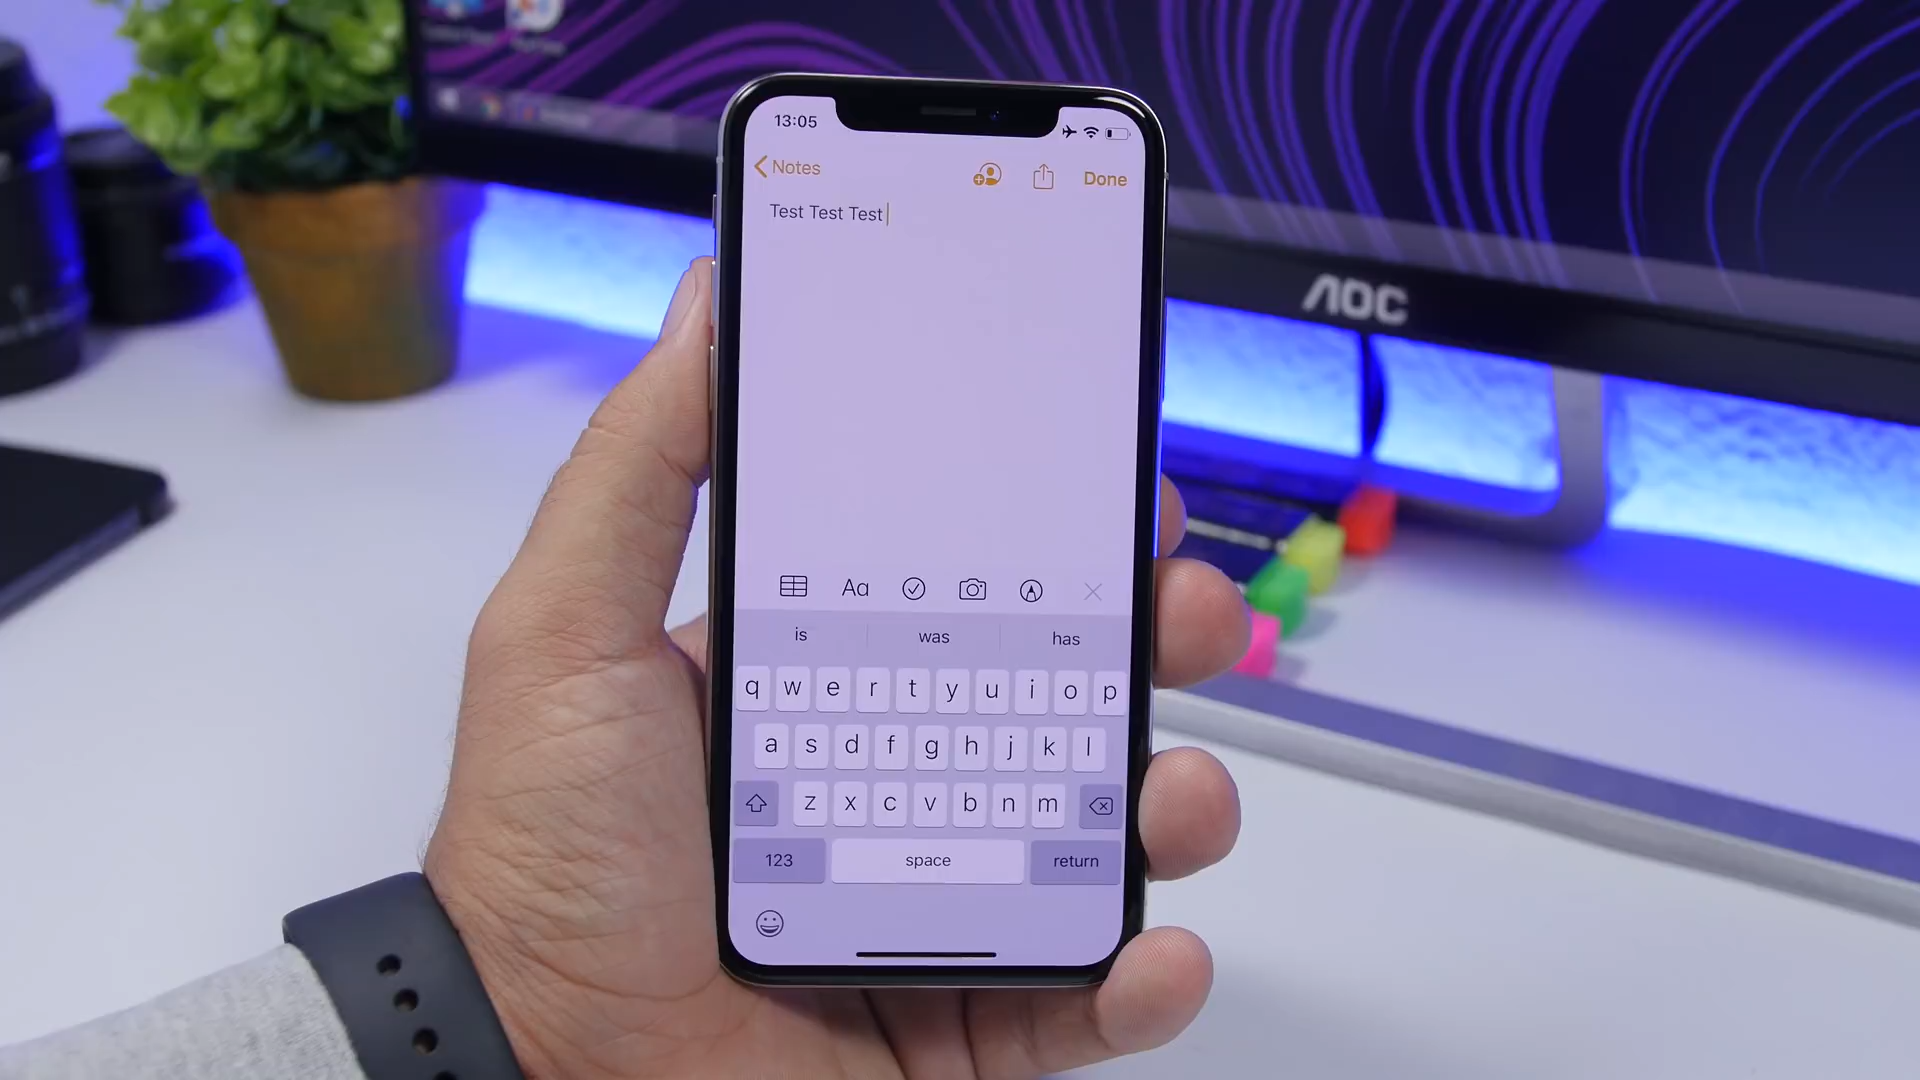 13:05
Notes
Done
Test Test Test
Aa
is was has
q w e r t y u i o p
a s d f g h j k l
z x c v b n m
123 space return
AOC